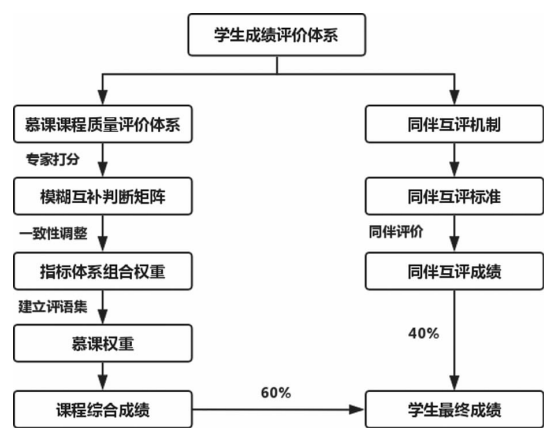 学生成绩评价体系
慕课课程质量评价体系
同伴互评机制
专家打分
模糊互补判断矩阵
同伴互评标准
一致性调整
同伴评价
指标体系组合权重
同伴互评成绩
建立评语集
40%
慕课权重
60%
课程综合成绩
学生最终成绩